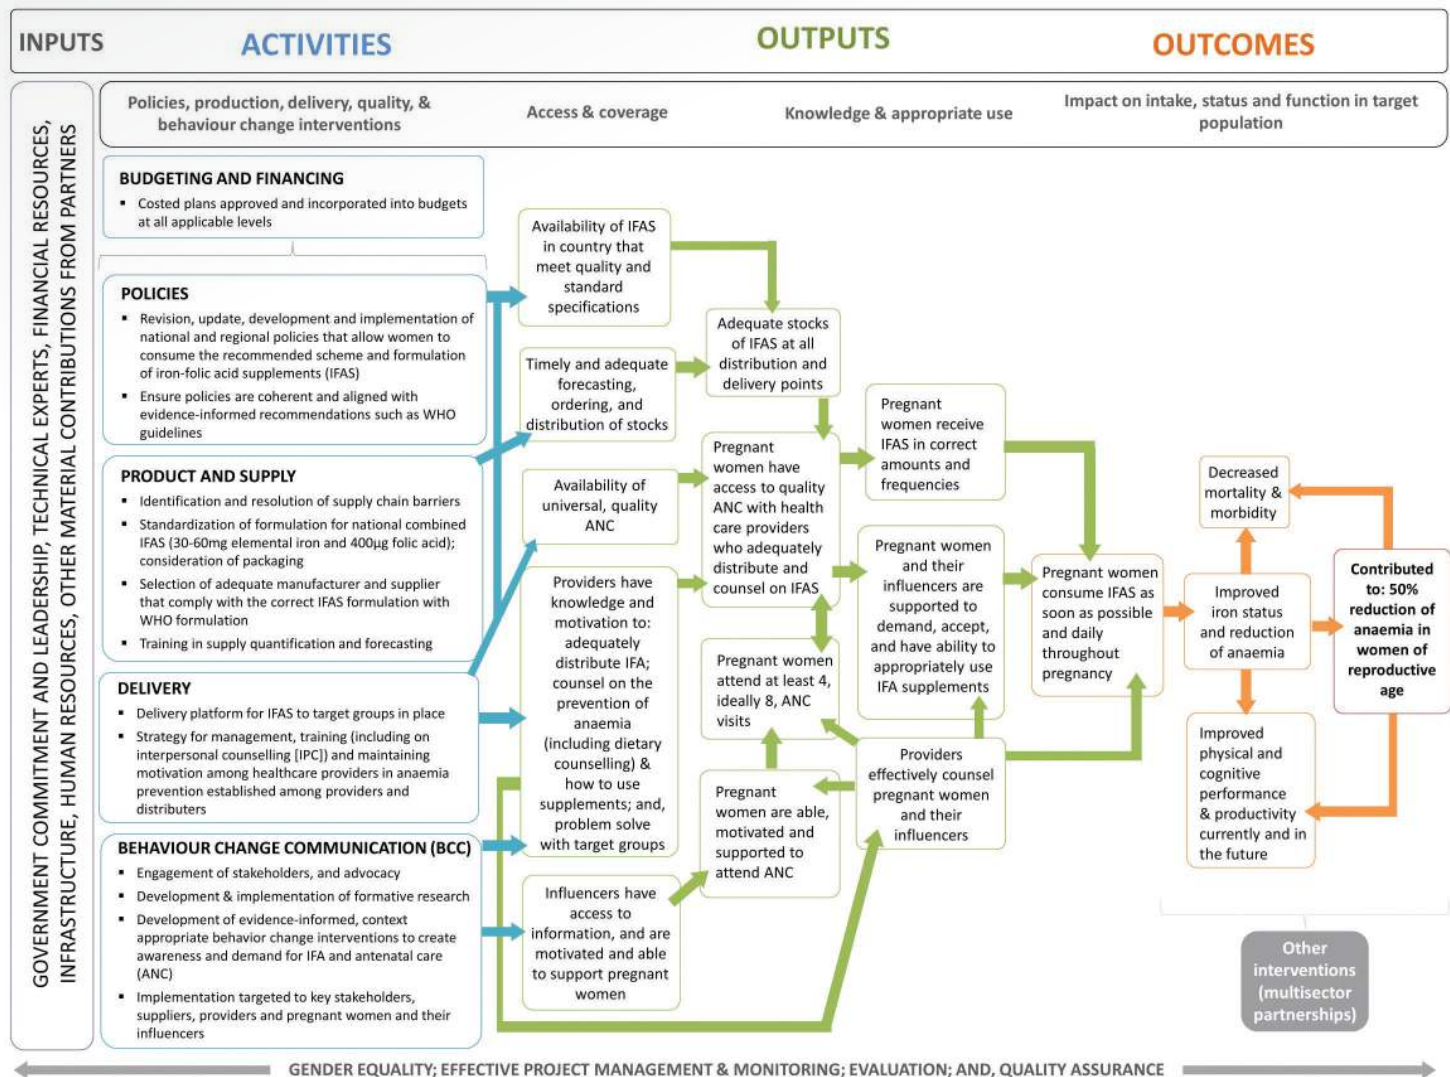 INPUTS
ACTIVITIES
OUTPUTS
OUTCOMES
GOVERNMENT COMMITMENT AND LEADERSHIP, TECHNICAL EXPERTS, FINANCIAL RESOURCES,
INFRASTRUCTURE, HUMAN RESOURCES, OTHER MATERIAL CONTRIBUTIONS FROM PARTNERS
Policies, production, delivery, quality, &
behaviour change interventions
Access & coverage
Knowledge & appropriate use
Impact on intake, status and function in target
population
BUDGETING AND FINANCING
▪ Costed plans approved and incorporated into budgets
at all applicable levels
POLICIES
▪ Revision, update, development and implementation of
national and regional policies that allow women to
consume the recommended scheme and formulation
of iron-folic acid supplements (IFAS)
▪ Ensure policies are coherent and aligned with
evidence-informed recommendations such as WHO
guidelines
PRODUCT AND SUPPLY
▪ Identification and resolution of supply chain barriers
▪ Standardization of formulation for national combined
IFAS (30-60mg elemental iron and 400µg folic acid);
consideration of packaging
▪ Selection of adequate manufacturer and supplier
that comply with the correct IFAS formulation with
WHO formulation
▪ Training in supply quantification and forecasting
DELIVERY
▪ Delivery platform for IFAS to target groups in place
▪ Strategy for management, training (including on
interpersonal counselling [IPC]) and maintaining
motivation among healthcare providers in anaemia
prevention established among providers and
distributers
BEHAVIOUR CHANGE COMMUNICATION (BCC)
▪ Engagement of stakeholders, and advocacy
▪ Development & implementation of formative research
▪ Development of evidence-informed, context
appropriate behavior change interventions to create
awareness and demand for IFA and antenatal care
(ANC)
▪ Implementation targeted to key stakeholders,
suppliers, providers and pregnant women and their
influencers
Availability of IFAS
in country that
meet quality and
standard
specifications
Timely and adequate
forecasting,
ordering, and
distribution of stocks
Availability of
universal, quality
ANC
Providers have
knowledge and
motivation to:
adequately
distribute IFA;
counsel on the
prevention of
anaemia
(including dietary
counselling) &
how to use
supplements; and,
problem solve
with target groups
Influencers have
access to
information, and are
motivated and able
to support pregnant
women
Adequate stocks
of IFAS at all
distribution and
delivery points
Pregnant
women have
access to quality
ANC with health
care providers
who adequately
distribute and
counsel on IFAS
Pregnant women
attend at least 4,
ideally 8, ANC
visits
Pregnant
women are able,
motivated and
supported to
attend ANC
Pregnant
women receive
IFAS in correct
amounts and
frequencies
Pregnant women
and their
influencers are
supported to
demand, accept,
and have ability to
appropriately use
IFA supplements
Providers
effectively counsel
pregnant women
and their
influencers
Pregnant women
consume IFAS as
soon as possible
and daily
throughout
pregnancy
Decreased
mortality &
morbidity
Improved
iron status
and reduction
of anaemia
Improved
physical and
cognitive
performance
& productivity
currently and in
the future
Contributed
to: 50%
reduction of
anaemia in
women of
reproductive
age
Other
interventions
(multisector
partnerships)
GENDER EQUALITY; EFFECTIVE PROJECT MANAGEMENT & MONITORING; EVALUATION; AND, QUALITY ASSURANCE